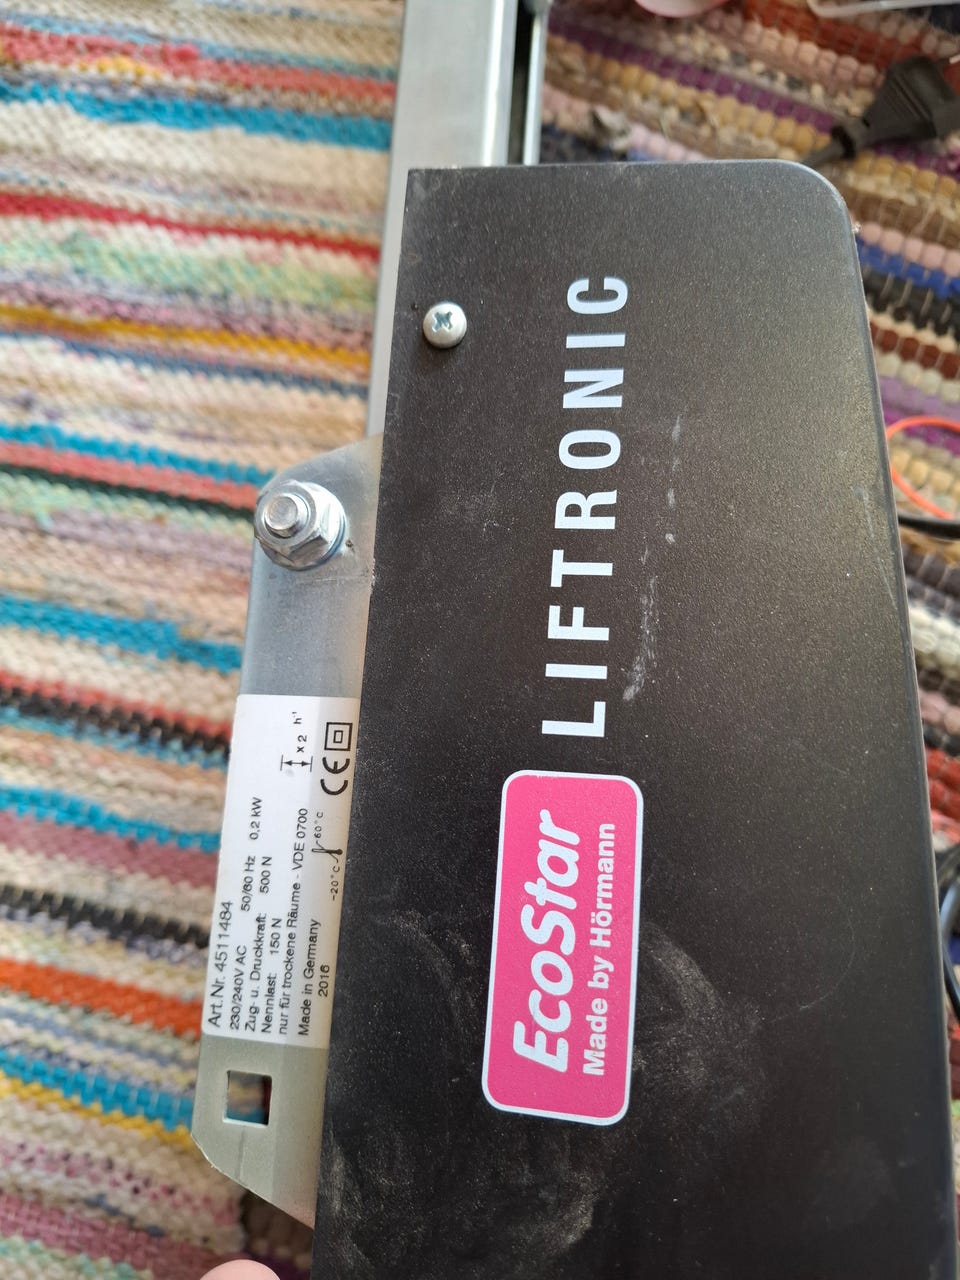 LIFTRONIC
EcoStar
Made by Hörmann
Art.Nr. 4511484
230/240V AC 50/60 Hz 0,2 kW
Zug- u. Druckkraft: 500 N
Nennlast: 150 N
nur für trockene Räume - VDE 0700
Made in Germany
2016
-20°C 60°C
x 2 h⁻¹
CE